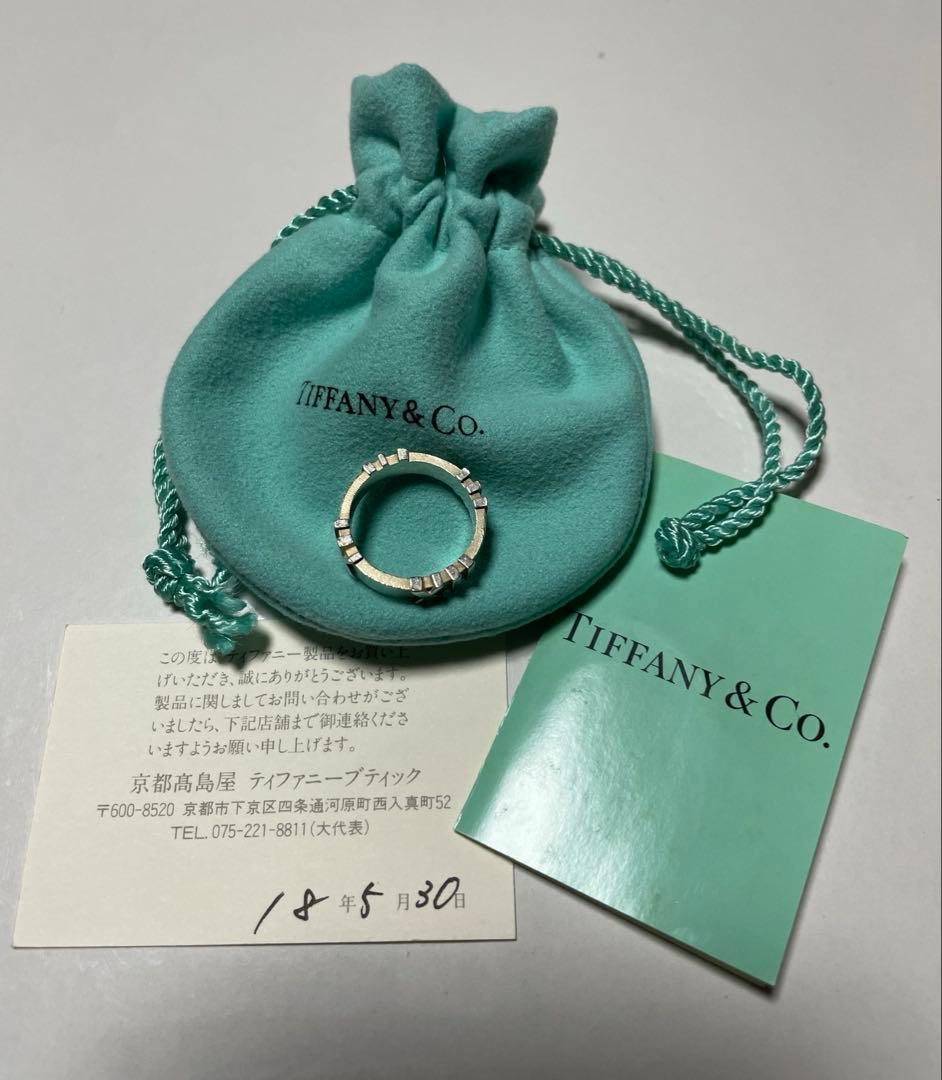 TIFFANY & CO.
TIFFANY & CO.
この度は、ティファニー製品をお買い上
げいただき、誠にありがとうございます。
製品に関しましてお問い合わせがござ
いましたら、下記店舗まで御連絡くださ
いますようお願い申し上げます。
京都髙島屋 ティファニーブティック
〒600-8520 京都市下京区四条通河原町西入真町52
TEL. 075-221-8811(大代表)
18年5月30日